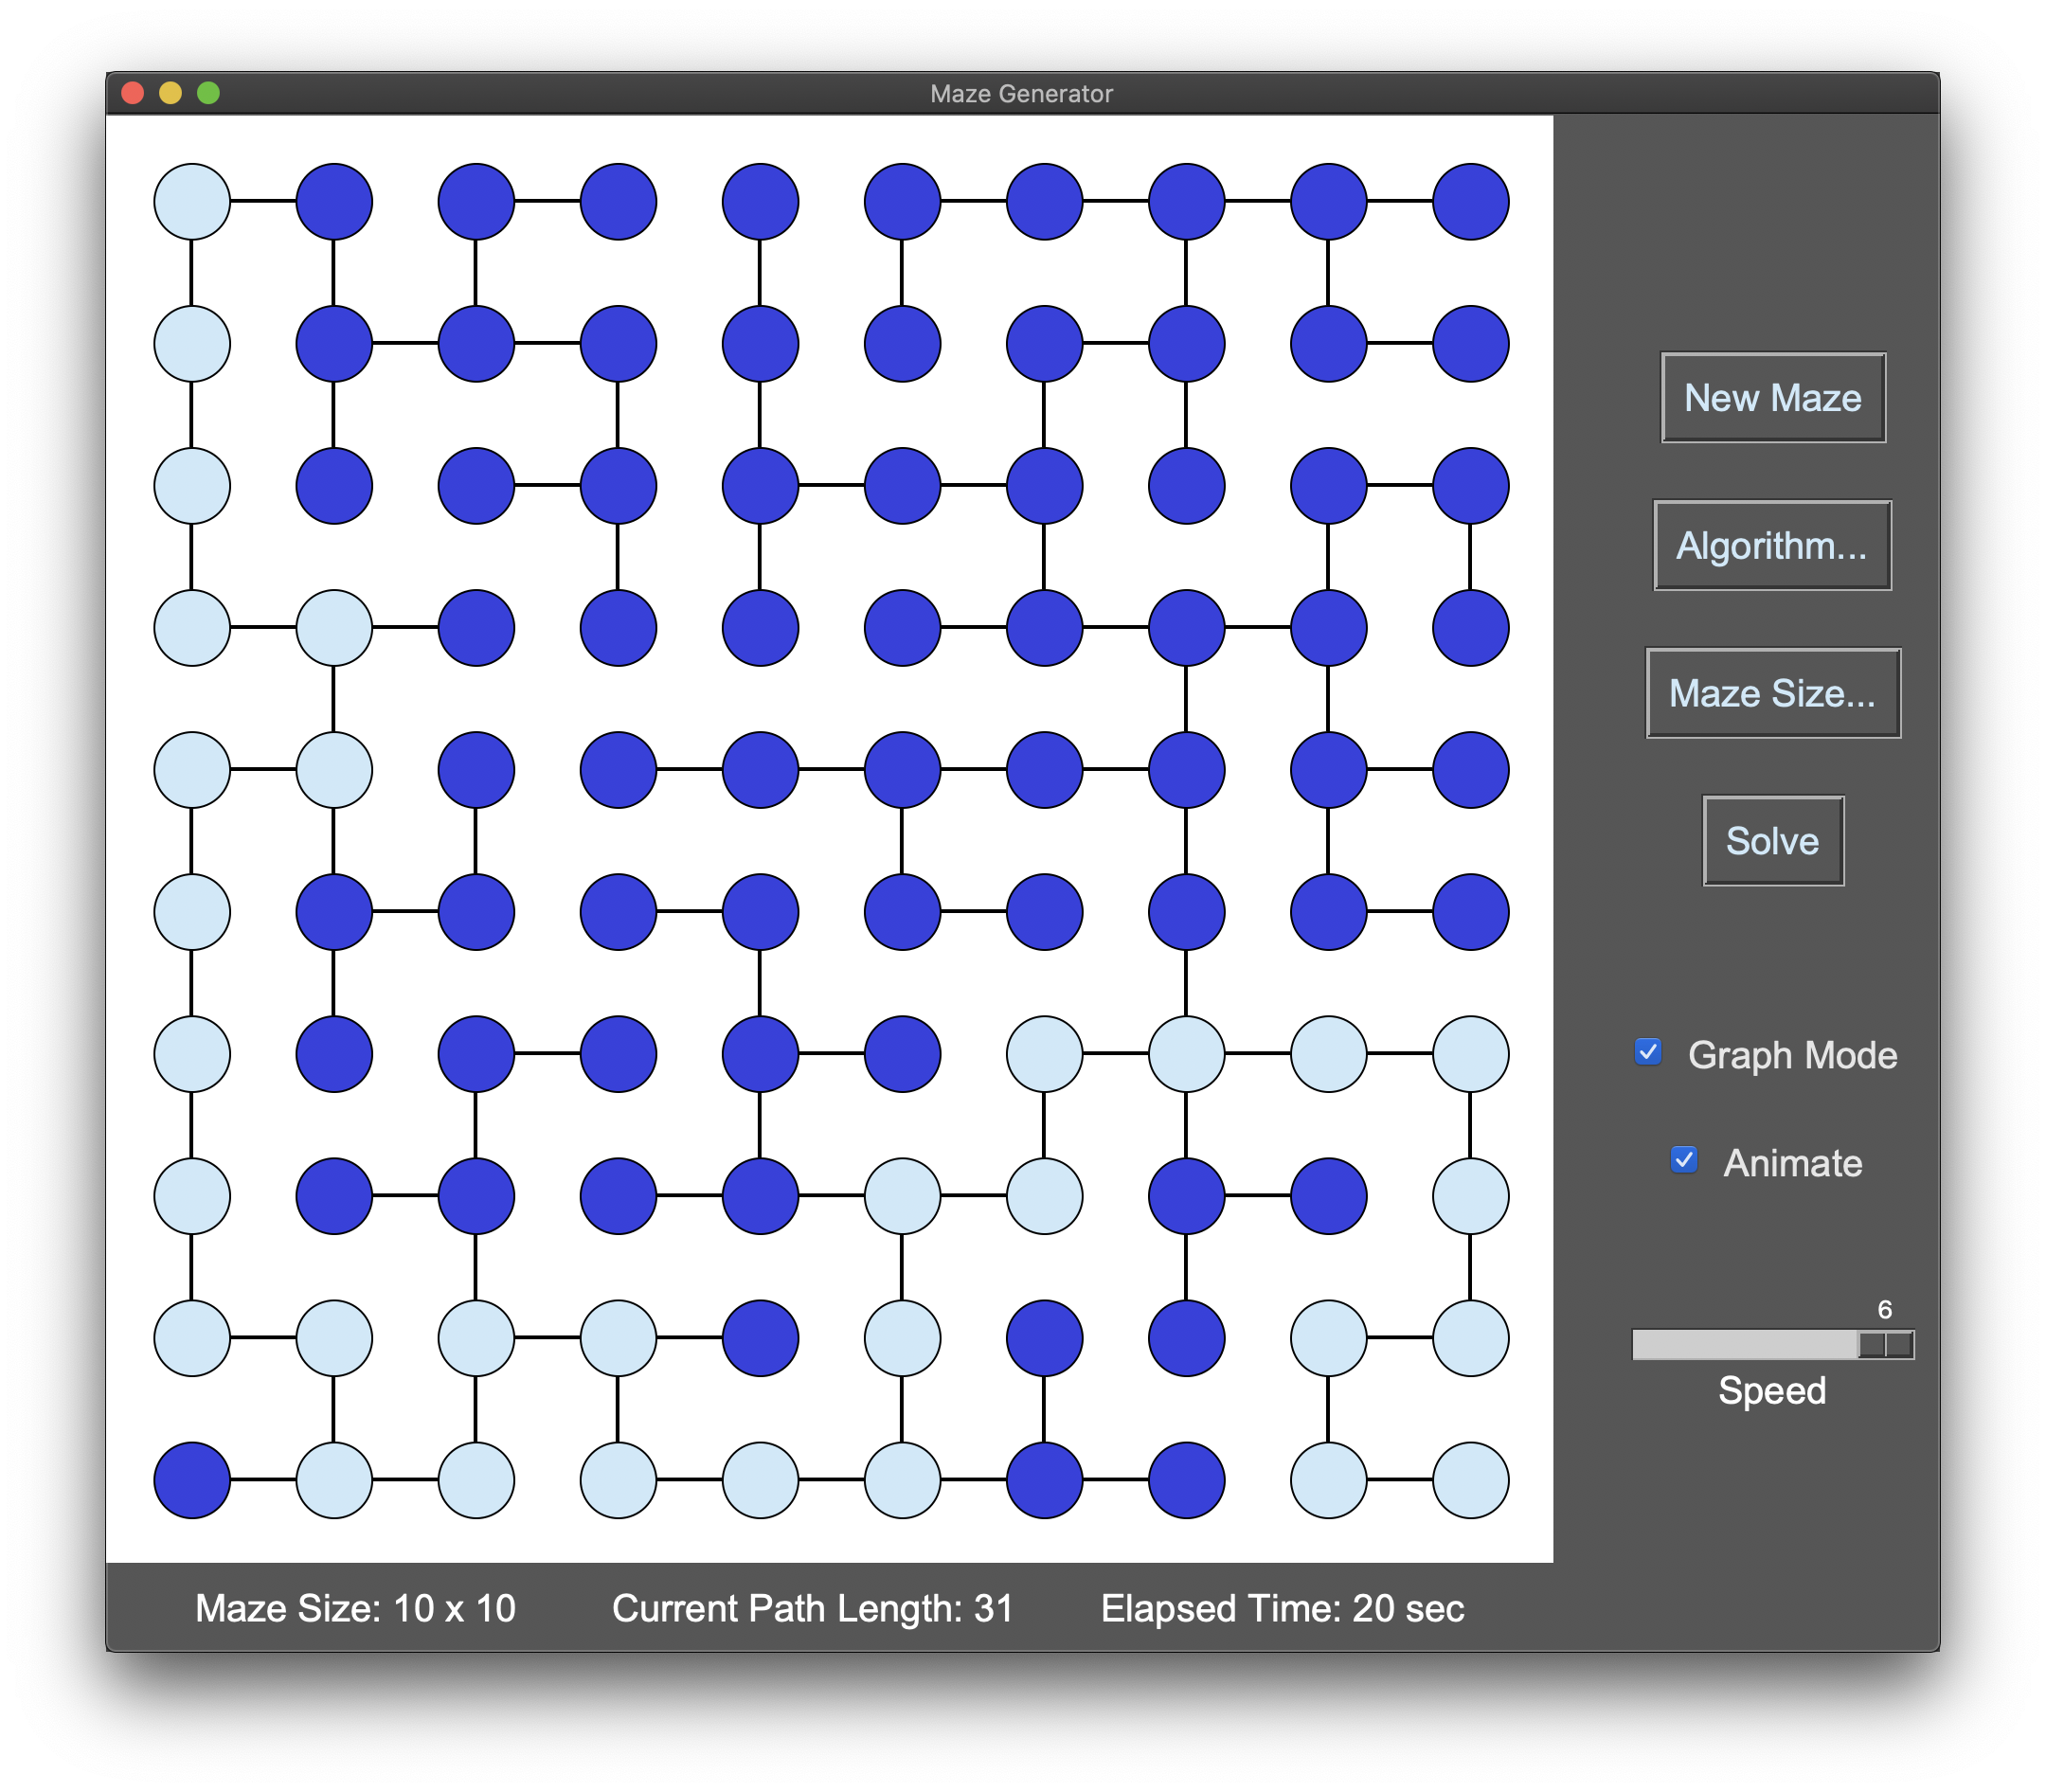 Maze Generator
New Maze
Algorithm...
Maze Size...
Solve
Graph Mode
Animate
6
Speed
Maze Size: 10 x 10 Current Path Length: 31 Elapsed Time: 20 sec